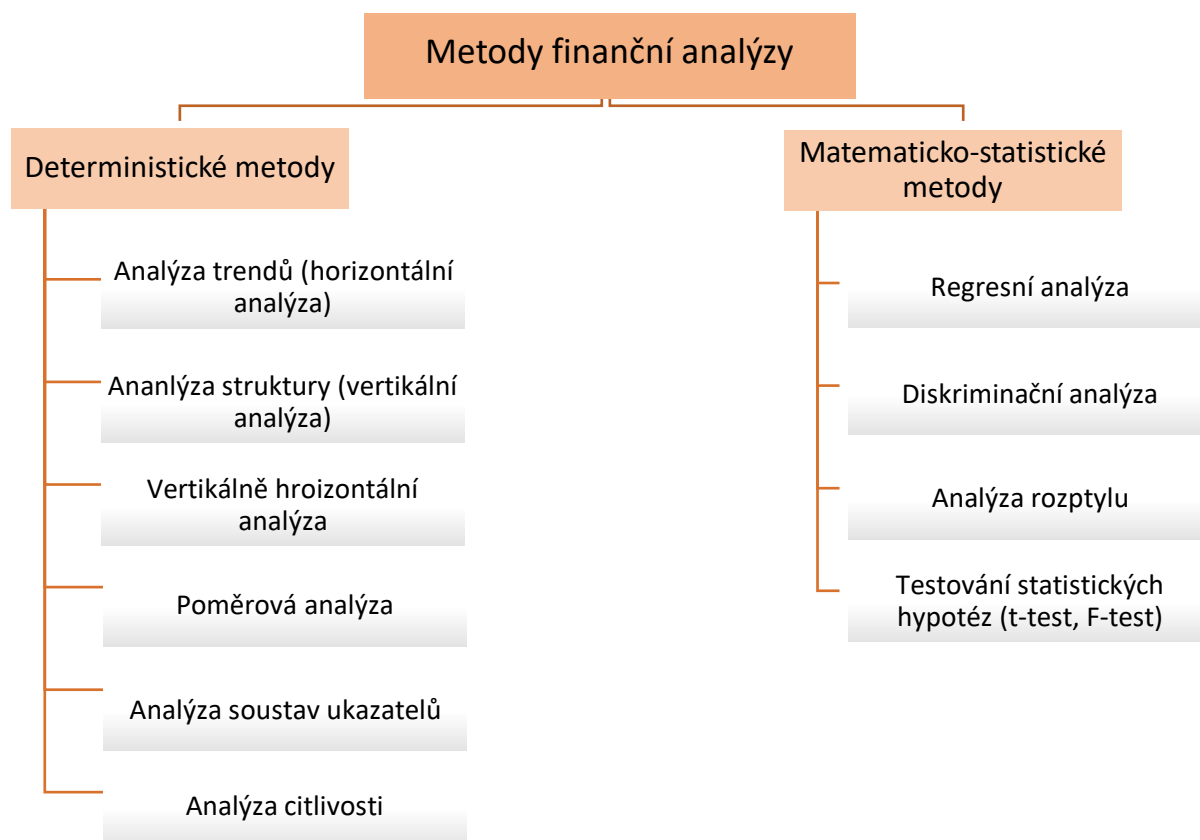 Metody finanční analýzy
Deterministické metody
Analýza trendů (horizontální
analýza)
Ananlýza struktury (vertikální
analýza)
Vertikálně hroizontální
analýza
Poměrová analýza
Analýza soustav ukazatelů
Analýza citlivosti
Matematicko-statistické
metody
Regresní analýza
Diskriminační analýza
Analýza rozptylu
Testování statistických
hypotéz (t-test, F-test)